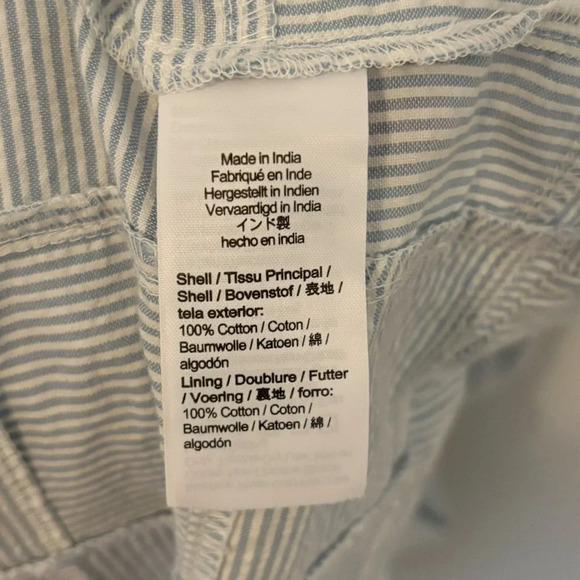 Made in India
Fabriqué en Inde
Hergestellt in Indien
Vervaardigd in India
インド製
hecho en india
Shell / Tissu Principal /
Shell / Bovenstof / 表地 /
tela exterior:
100% Cotton / Coton /
Baumwolle / Katoen / 綿 /
algodón
Lining / Doublure / Futter
/ Voering / 裏地 / forro:
100% Cotton / Coton /
Baumwolle / Katoen / 綿 /
algodón